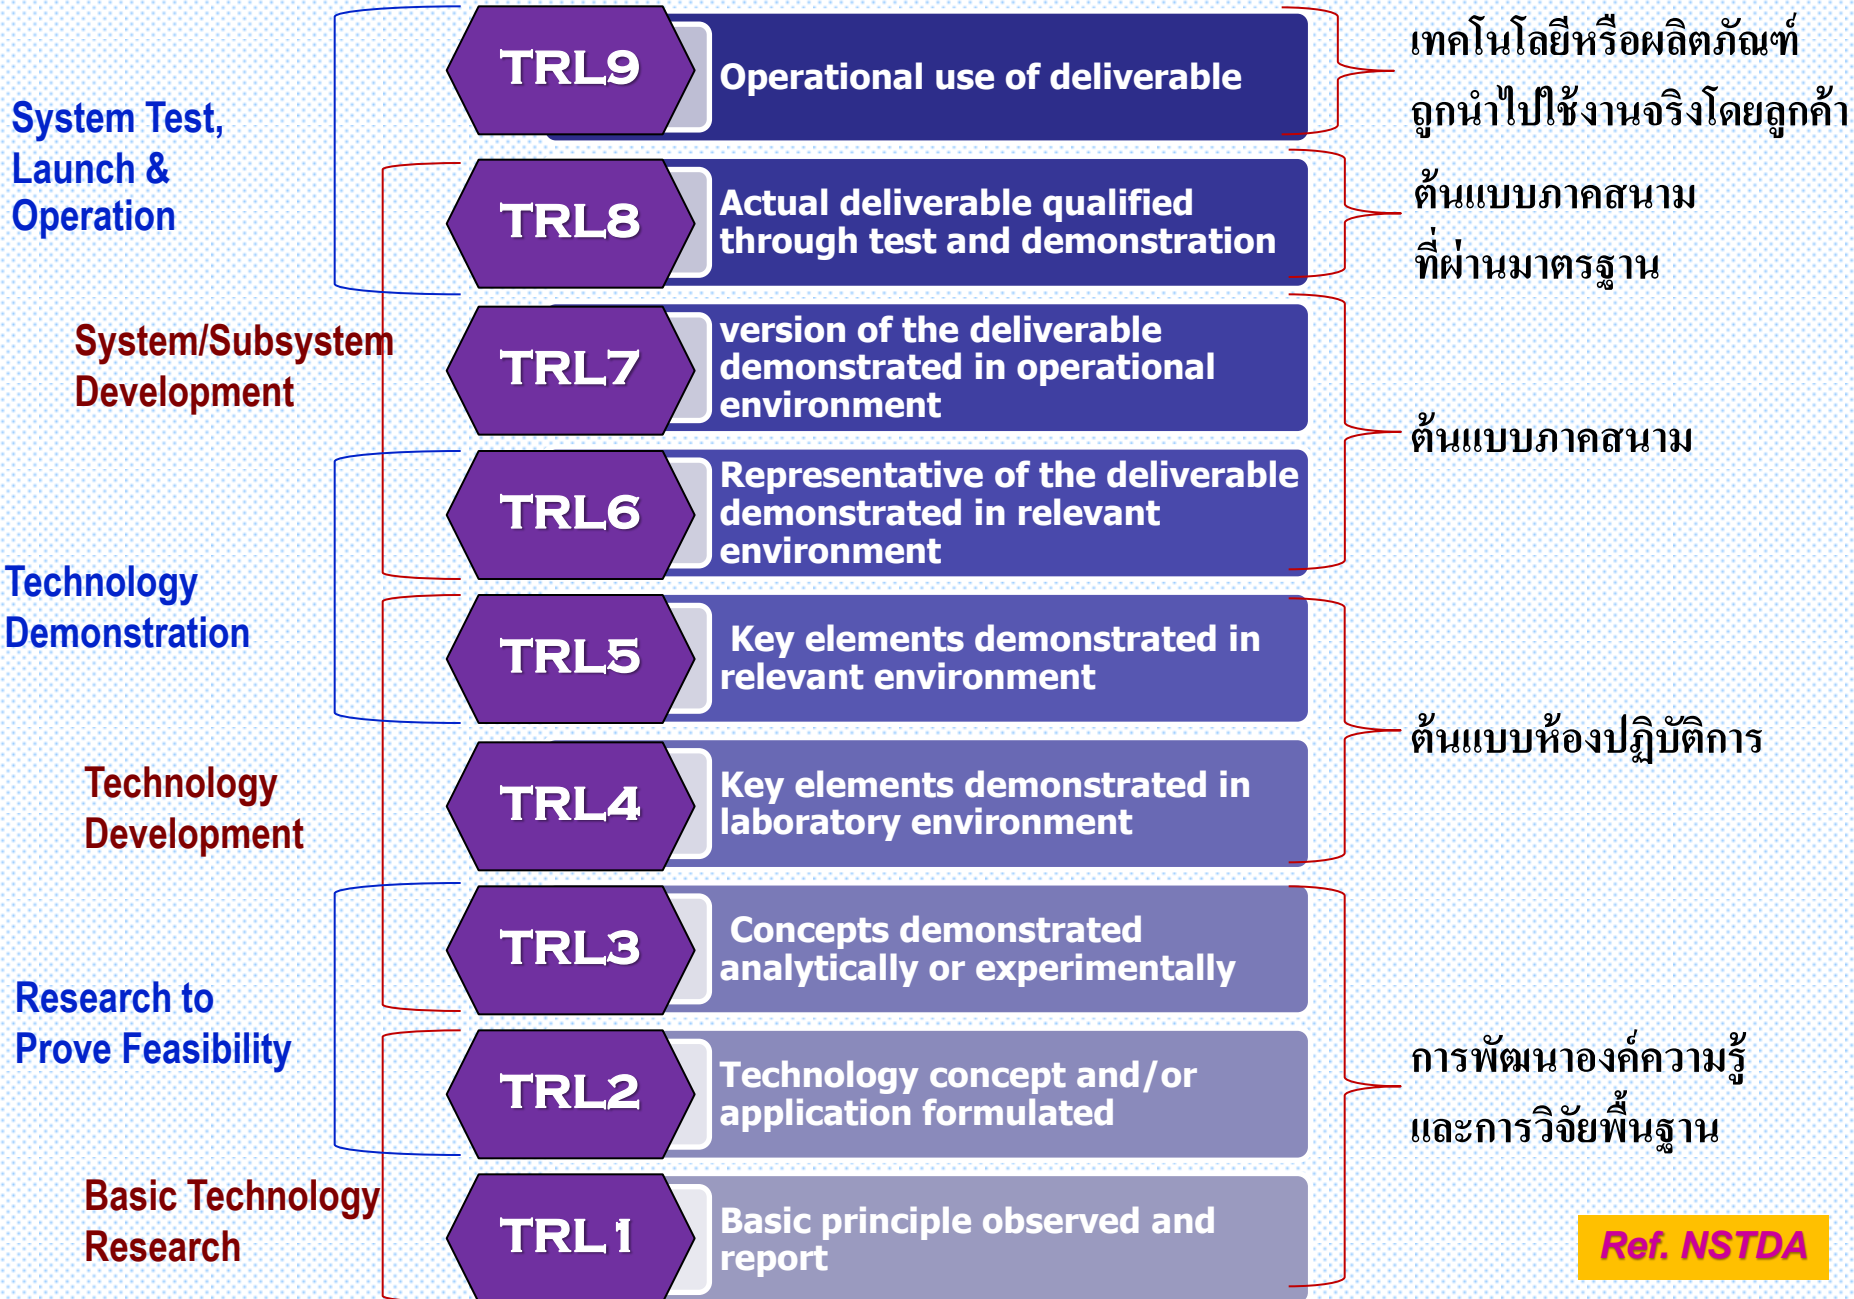 System Test,
Launch &
Operation
System/Subsystem
Development
Technology
Demonstration
Technology
Development
Research to
Prove Feasibility
Basic Technology
Research
TRL9
Operational use of deliverable
TRL8
Actual deliverable qualified
through test and demonstration
TRL7
version of the deliverable
demonstrated in operational
environment
TRL6
Representative of the deliverable
demonstrated in relevant
environment
TRL5
Key elements demonstrated in
relevant environment
TRL4
Key elements demonstrated in
laboratory environment
TRL3
Concepts demonstrated
analytically or experimentally
TRL2
Technology concept and/or
application formulated
TRL1
Basic principle observed and
report
เทคโนโลยีหรือผลิตภัณฑ์
ถูกนำไปใช้งานจริงโดยลูกค้า
ต้นแบบภาคสนาม
ที่ผ่านมาตรฐาน
ต้นแบบภาคสนาม
ต้นแบบห้องปฏิบัติการ
การพัฒนาองค์ความรู้
และการวิจัยพื้นฐาน
Ref. NSTDA